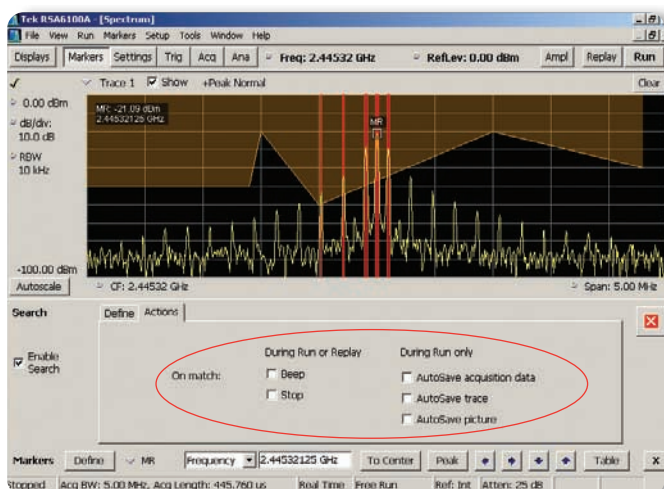 Tek RSA6100A - [Spectrum]
File View Run Markers Setup Tools Window Help
Displays Markers Settings Trig Acq Ana Freq: 2.44532 GHz RefLev: 0.00 dBm Ampl Replay Run
Trace 1 Show +Peak Normal Clear
0.00 dBm
dB/div:
10.0 dB
RBW
10 kHz
-100.00 dBm
MR: -21.09 dBm
2.44532125 GHz
MR
Autoscale CF: 2.44532 GHz Span: 5.00 MHz
Search Define Actions
Enable
Search
On match:
During Run or Replay
Beep
Stop
During Run only
AutoSave acquisition data
AutoSave trace
AutoSave picture
Markers Define MR Frequency 2.44532125 GHz To Center Peak Table X
Stopped Acq BW: 5.00 MHz, Acq Length: 445.760 us Real Time Free Run Ref: Int Atten: 25 dB